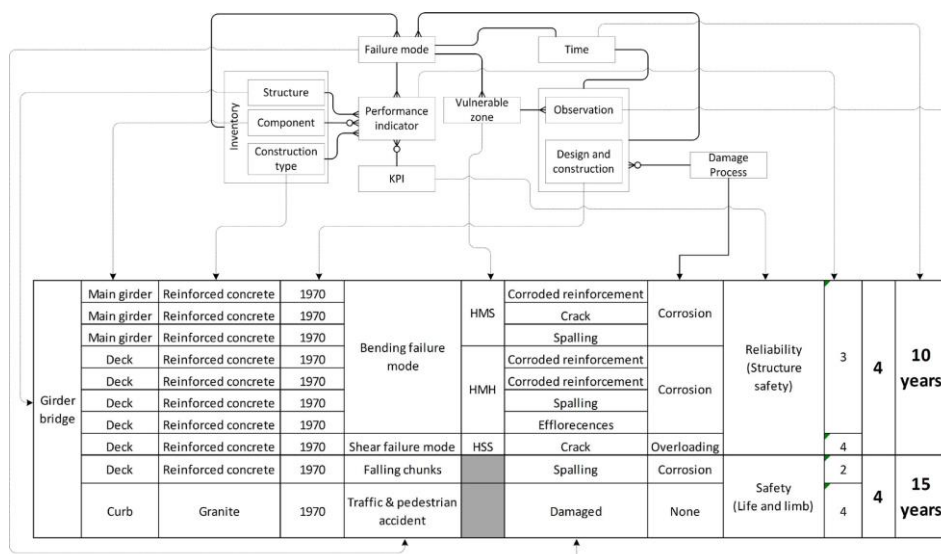 Failure mode
Time
Inventory
Structure
Component
Construction
type
Performance
indicator
Vulnerable
zone
Observation
Design and
construction
KPI
Damage
Process
Girder
bridge
Main girder Reinforced concrete 1970
Main girder Reinforced concrete 1970
Main girder Reinforced concrete 1970
Deck Reinforced concrete 1970
Deck Reinforced concrete 1970
Deck Reinforced concrete 1970
Deck Reinforced concrete 1970
Bending failure
mode
HMS
HMH
Corroded reinforcement
Crack
Spalling
Corrosion
Corroded reinforcement
Corroded reinforcement
Spalling
Efflorecences
Corrosion
Deck Reinforced concrete 1970 Shear failure mode HSS Crack Overloading
Reliability
(Structure
safety)
3
4
4
10
years
Deck Reinforced concrete 1970 Falling chunks Spalling Corrosion
Curb Granite 1970 Traffic & pedestrian
accident
Damaged None
Safety
(Life and limb)
2
4
4
15
years